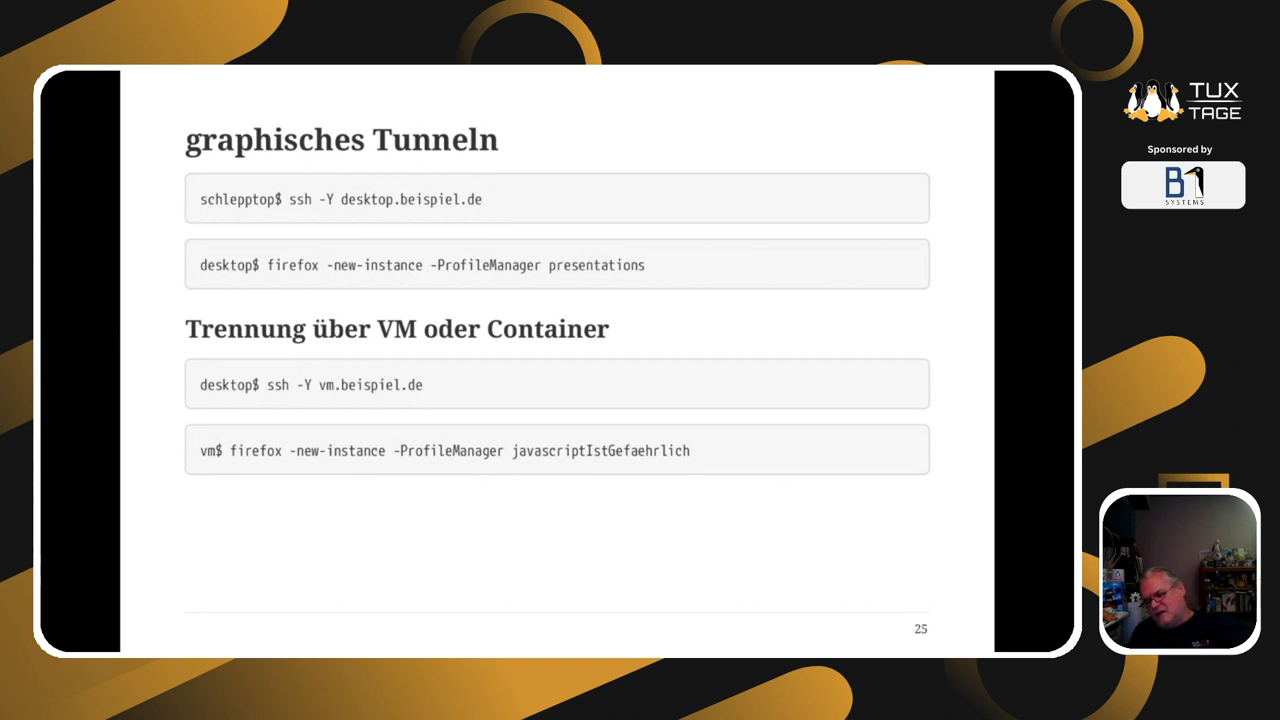 graphisches Tunneln
schlepptop$ ssh -Y desktop.beispiel.de
desktop$ firefox -new-instance -ProfileManager presentations
Trennung über VM oder Container
desktop$ ssh -Y vm.beispiel.de
vm$ firefox -new-instance -ProfileManager javascriptIstGefaehrlich
25
TUX
TAGE
Sponsored by
B1
SYSTEMS